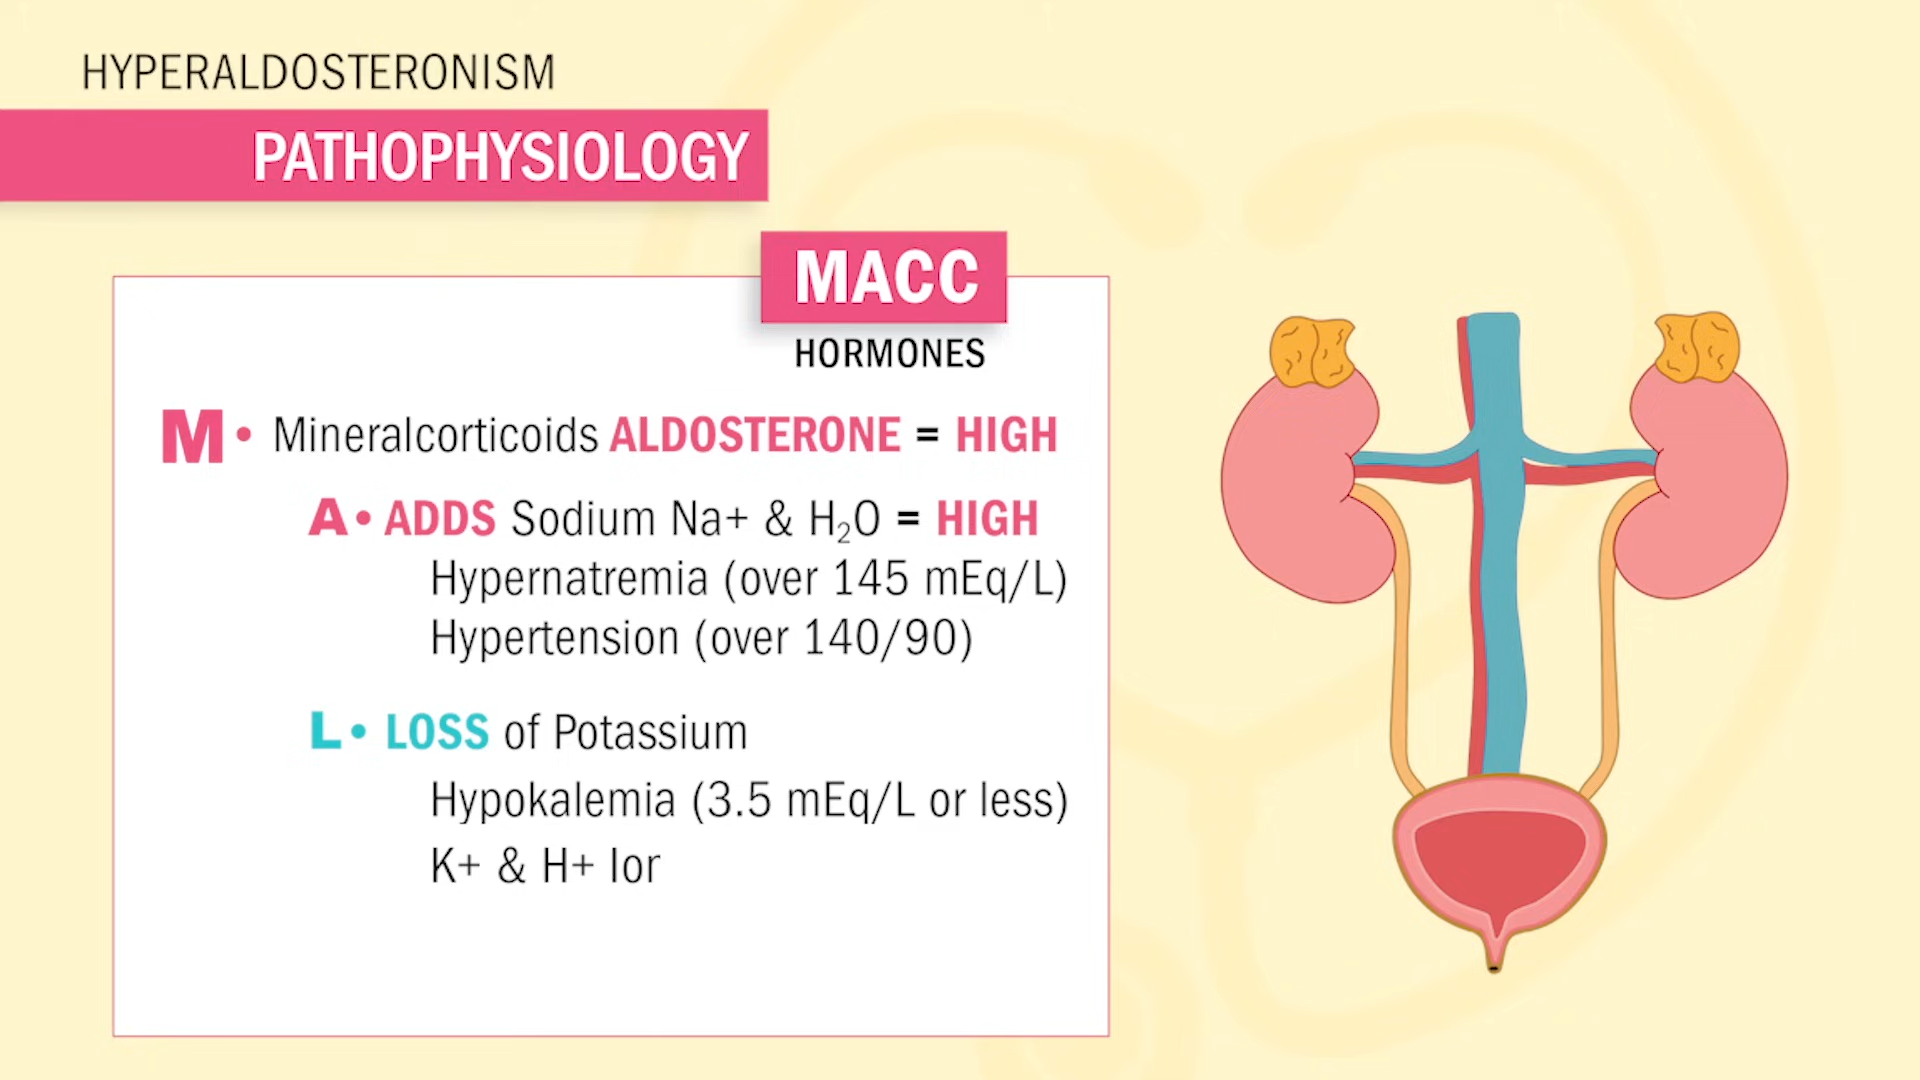 HYPERALDOSTERONISM
PATHOPHYSIOLOGY
MACC
HORMONES
M • Mineralcorticoids ALDOSTERONE = HIGH
A • ADDS Sodium Na+ & H₂O = HIGH
Hypernatremia (over 145 mEq/L)
Hypertension (over 140/90)
L • LOSS of Potassium
Hypokalemia (3.5 mEq/L or less)
K+ & H+ Ior